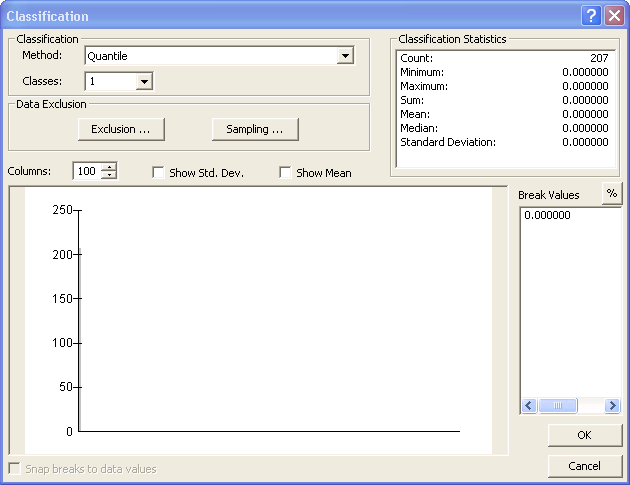 Classification
Classification
Method: Quantile
Classes: 1
Data Exclusion
Exclusion ...
Sampling ...
Classification Statistics
Count: 207
Minimum: 0.000000
Maximum: 0.000000
Sum: 0.000000
Mean: 0.000000
Median: 0.000000
Standard Deviation: 0.000000
Columns: 100 Show Std. Dev. Show Mean
Break Values %
0.000000
250
200
150
100
50
0
OK
Snap breaks to data values
Cancel